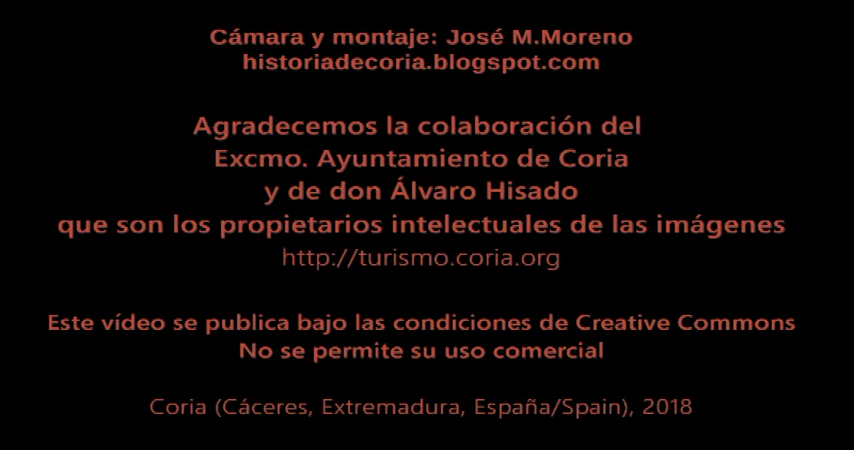 Cámara y montaje: José M.Moreno
historiadecoria.blogspot.com
Agradecemos la colaboración del
Excmo. Ayuntamiento de Coria
y de don Álvaro Hisado
que son los propietarios intelectuales de las imágenes
http://turismo.coria.org
Este vídeo se publica bajo las condiciones de Creative Commons
No se permite su uso comercial
Coria (Cáceres, Extremadura, España/Spain), 2018